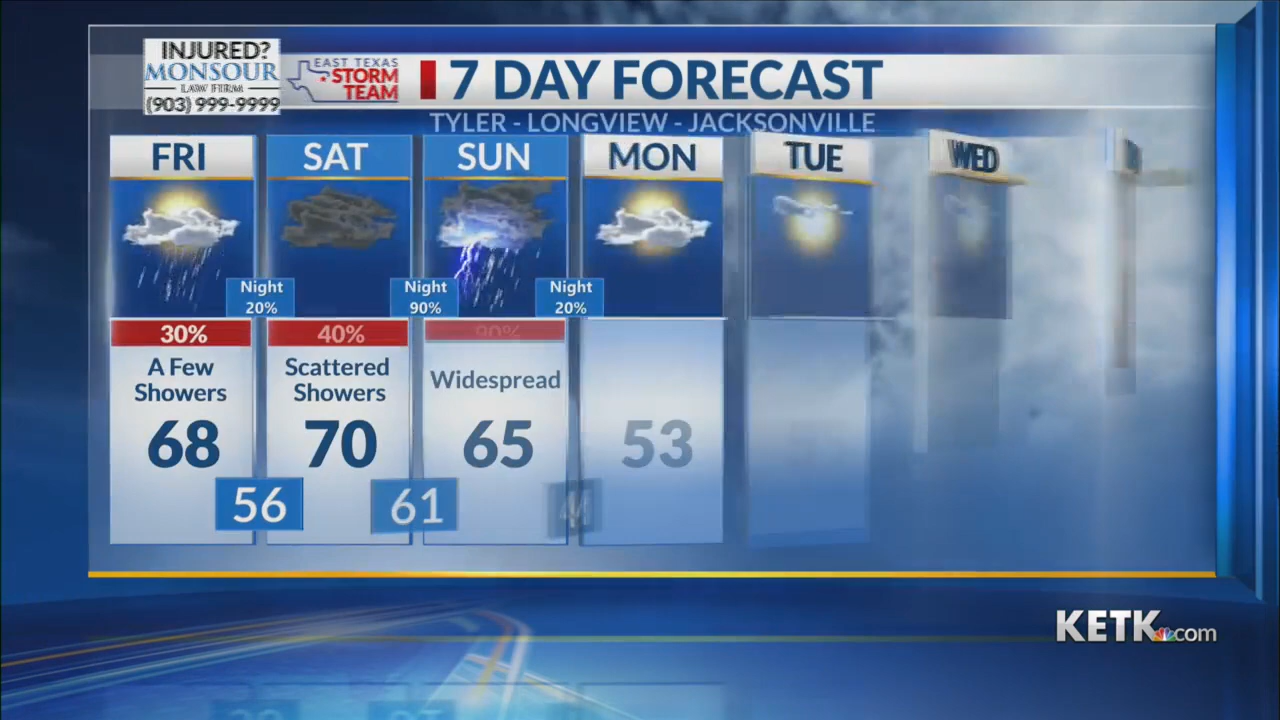 INJURED?
MONSOUR
LAW FIRM
(903) 999-9999
EAST TEXAS
STORM
TEAM
7 DAY FORECAST
TYLER - LONGVIEW - JACKSONVILLE
FRI SAT SUN MON TUE WED
Night Night Night
20% 90% 20%
30% 40% 90%
A Few Scattered Widespread
Showers Showers
68 70 65 53
56 61
KETK.com